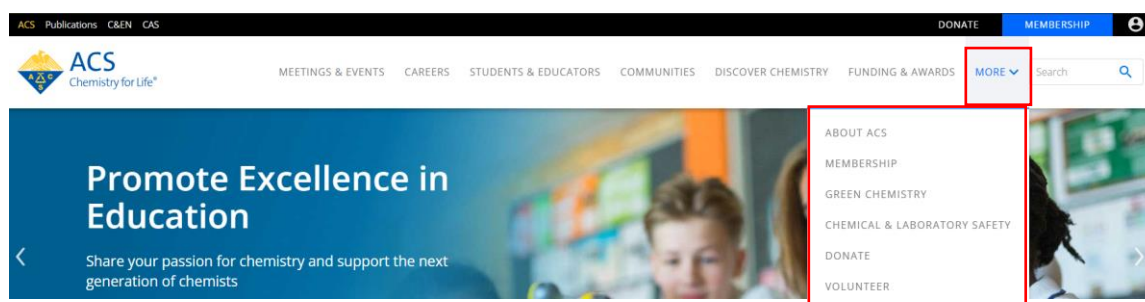 ACS Publications C&EN CAS DONATE MEMBERSHIP
ACS
Chemistry for Life®
MEETINGS & EVENTS CAREERS STUDENTS & EDUCATORS COMMUNITIES DISCOVER CHEMISTRY FUNDING & AWARDS MORE Search
Promote Excellence in
Education
Share your passion for chemistry and support the next
generation of chemists
ABOUT ACS
MEMBERSHIP
GREEN CHEMISTRY
CHEMICAL & LABORATORY SAFETY
DONATE
VOLUNTEER